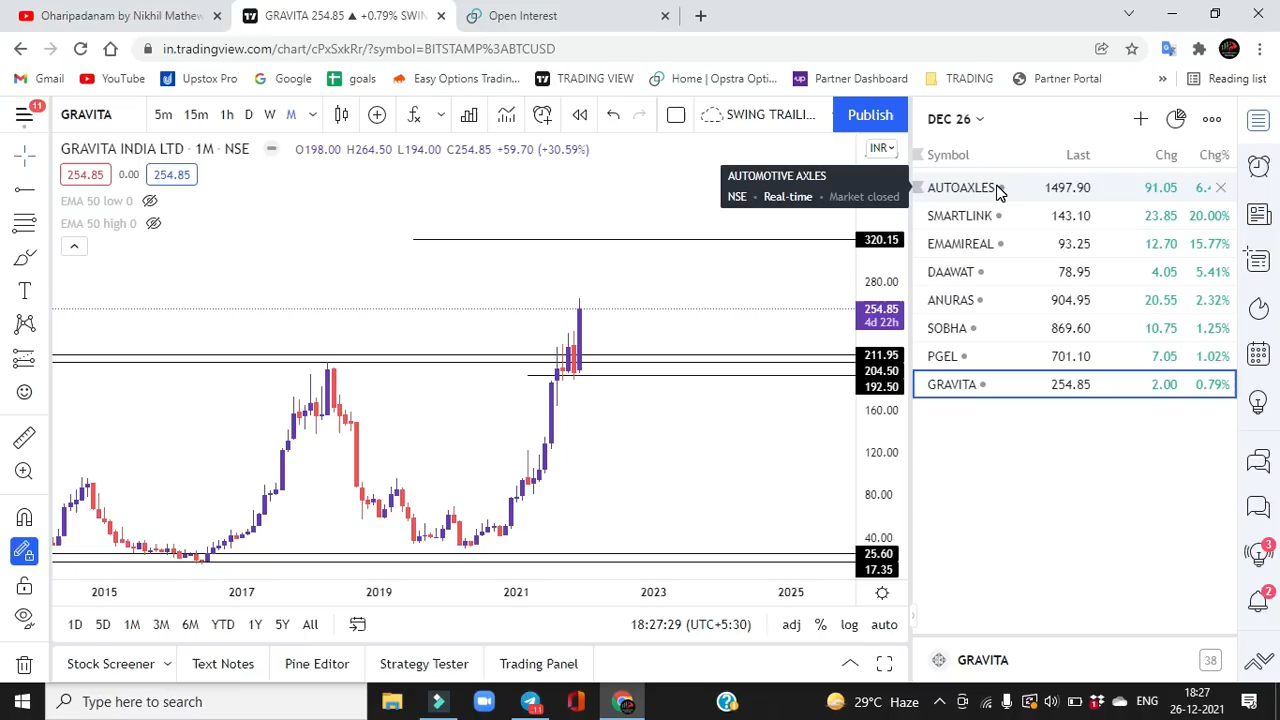 Oharipadanam by Nikhil Mathew
GRAVITA 254.85 ▲ +0.79% SWIN
Open Interest
in.tradingview.com/chart/cPxSxkRr/?symbol=BITSTAMP%3ABTCUSD
Gmail YouTube Upstox Pro Google goals Easy Options Tradin... TRADING VIEW Home | Opstra Opti... Partner Dashboard TRADING Partner Portal » Reading list
11
GRAVITA 5m 15m 1h D W M SWING TRAILI... Publish
GRAVITA INDIA LTD · 1M · NSE O198.00 H264.50 L194.00 C254.85 +59.70 (+30.59%) INR
254.85 0.00 254.85
EMA 50 low 0
EMA 50 high 0
AUTOMOTIVE AXLES
NSE • Real-time • Market closed
320.15
280.00
254.85
4d 22h
211.95
204.50
192.50
160.00
120.00
80.00
40.00
25.60
17.35
2015 2017 2019 2021 2023 2025
1D 5D 1M 3M 6M YTD 1Y 5Y All 18:27:29 (UTC+5:30) adj % log auto
Stock Screener Text Notes Pine Editor Strategy Tester Trading Panel
DEC 26
Symbol Last Chg Chg%
AUTOAXLES 1497.90 91.05 6.4
SMARTLINK 143.10 23.85 20.00%
EMAMIREAL 93.25 12.70 15.77%
DAAWAT 78.95 4.05 5.41%
ANURAS 904.95 20.55 2.32%
SOBHA 869.60 10.75 1.25%
PGEL 701.10 7.05 1.02%
GRAVITA 254.85 2.00 0.79%
GRAVITA 38
3
2
Type here to search
29°C Haze
ENG
18:27
26-12-2021